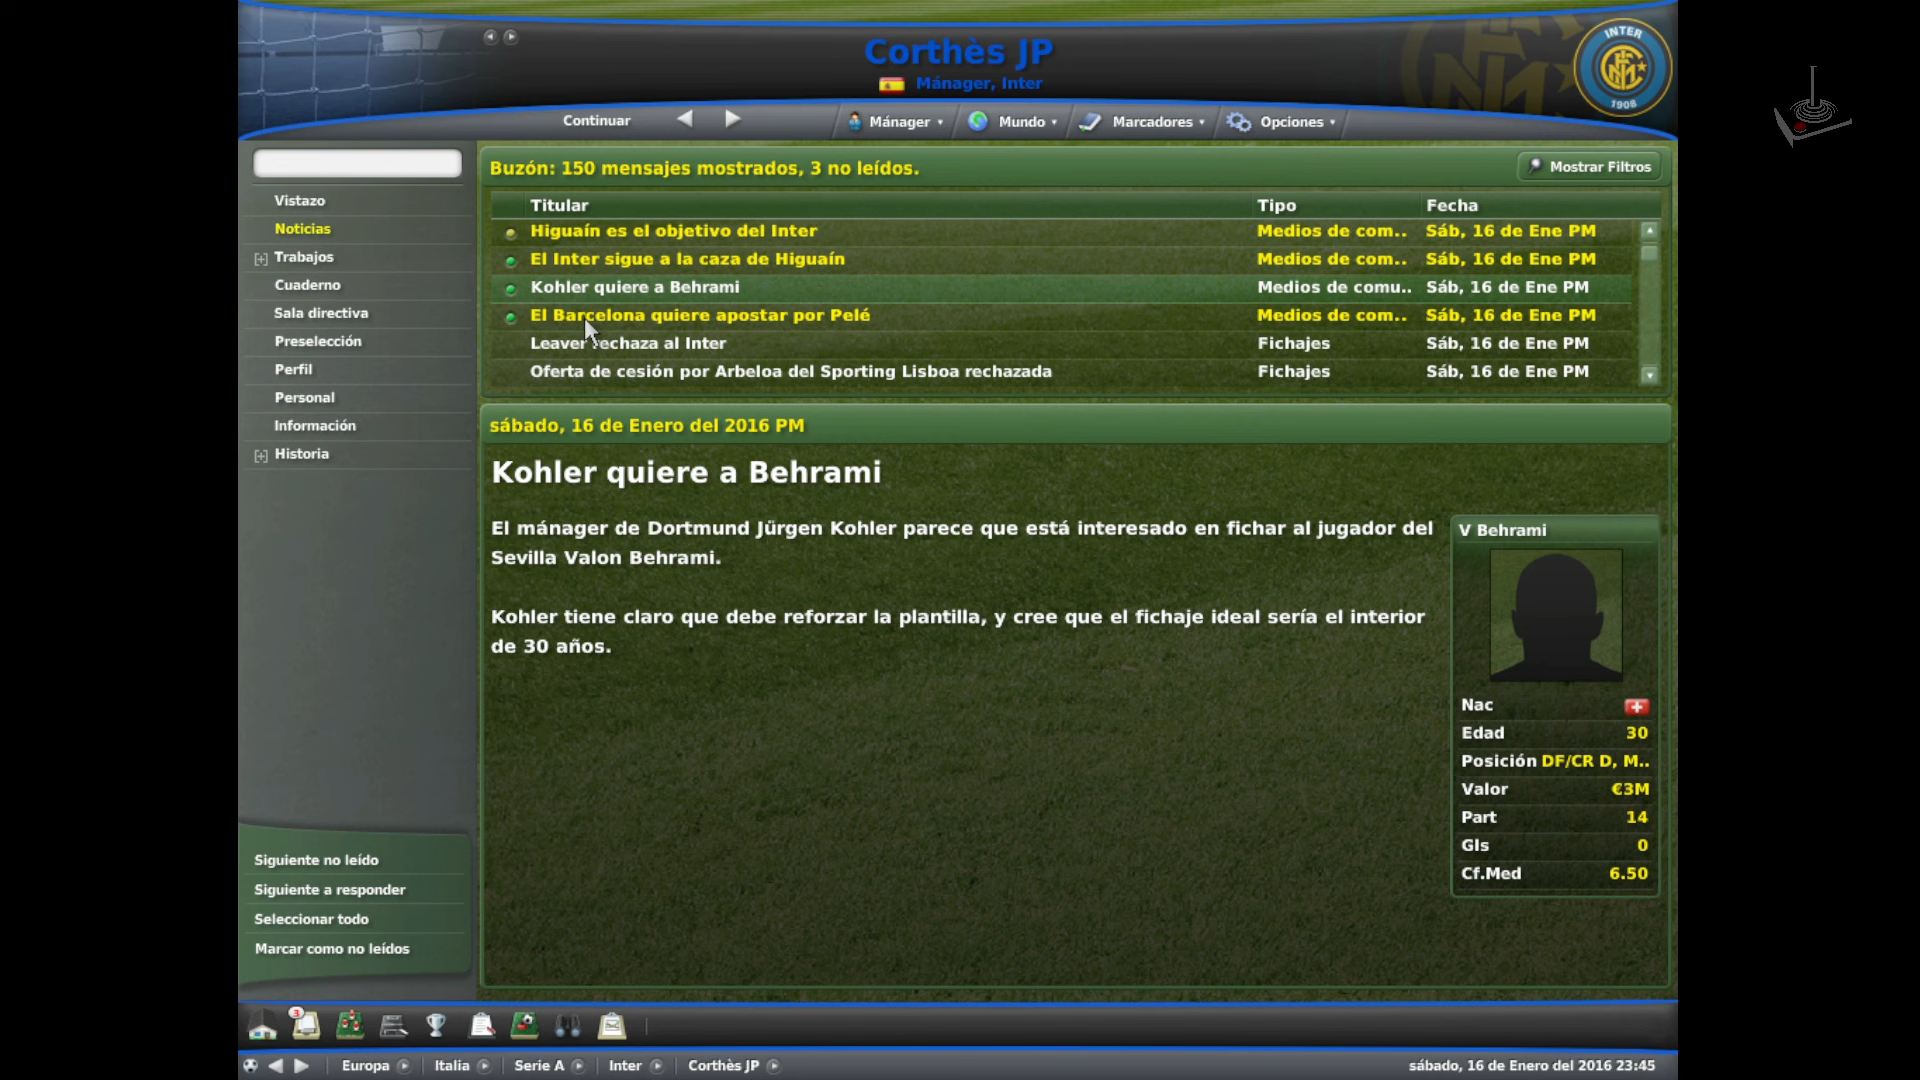 Corthès JP
Mánager, Inter
INTER
1908
Continuar
Mánager
Mundo
Marcadores
Opciones
Vistazo
Noticias
Trabajos
Cuaderno
Sala directiva
Preselección
Perfil
Personal
Información
Historia
Buzón: 150 mensajes mostrados, 3 no leídos.
Mostrar Filtros
Titular Tipo Fecha
Higuaín es el objetivo del Inter Medios de com.. Sáb, 16 de Ene PM
El Inter sigue a la caza de Higuaín Medios de com.. Sáb, 16 de Ene PM
Kohler quiere a Behrami Medios de comu.. Sáb, 16 de Ene PM
El Barcelona quiere apostar por Pelé Medios de com.. Sáb, 16 de Ene PM
Leaver rechaza al Inter Fichajes Sáb, 16 de Ene PM
Oferta de cesión por Arbeloa del Sporting Lisboa rechazada Fichajes Sáb, 16 de Ene PM
sábado, 16 de Enero del 2016 PM
Kohler quiere a Behrami
El mánager de Dortmund Jürgen Kohler parece que está interesado en fichar al jugador del
Sevilla Valon Behrami.
Kohler tiene claro que debe reforzar la plantilla, y cree que el fichaje ideal sería el interior
de 30 años.
V Behrami
Nac
Edad 30
Posición DF/CR D, M..
Valor €3M
Part 14
Gls 0
Cf.Med 6.50
Siguiente no leído
Siguiente a responder
Seleccionar todo
Marcar como no leídos
3
Europa Italia Serie A Inter Corthès JP
sábado, 16 de Enero del 2016 23:45